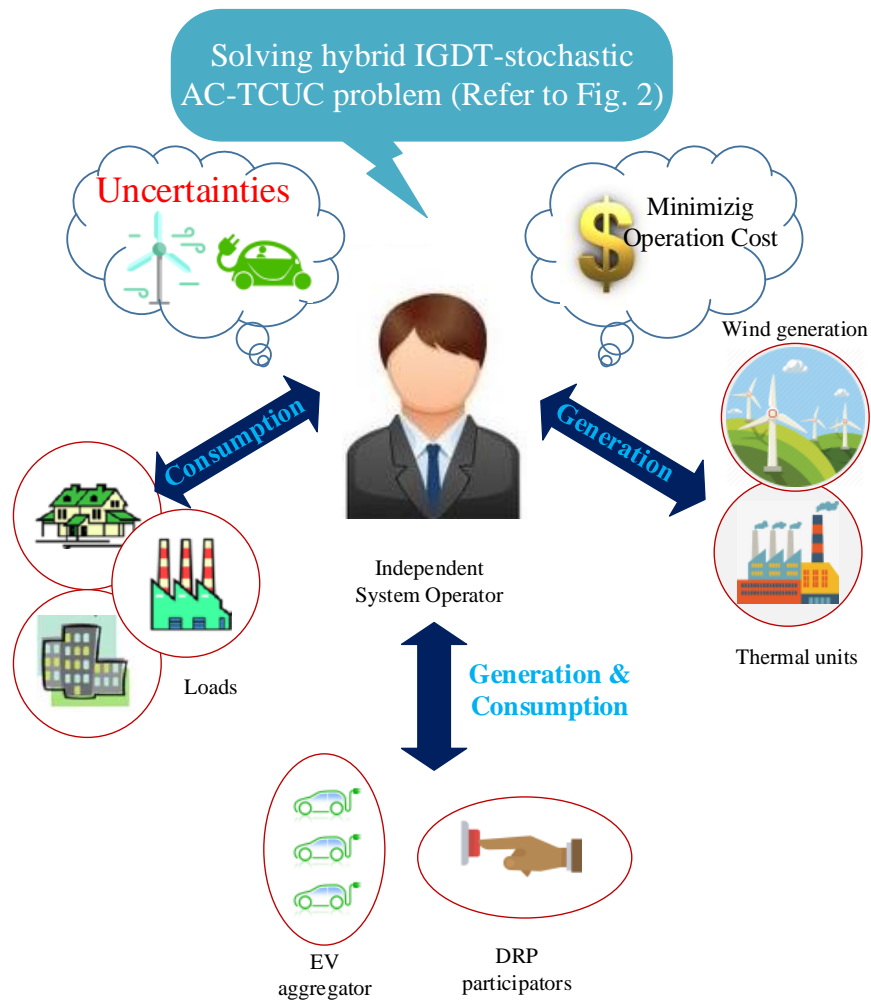 Solving hybrid IGDT-stochastic
AC-TCUC problem (Refer to Fig. 2)
Uncertainties
Minimizig
Operation Cost
Wind generation
Consumption
Generation
Independent
System Operator
Loads
Thermal units
Generation &
Consumption
EV
aggregator
DRP
participators